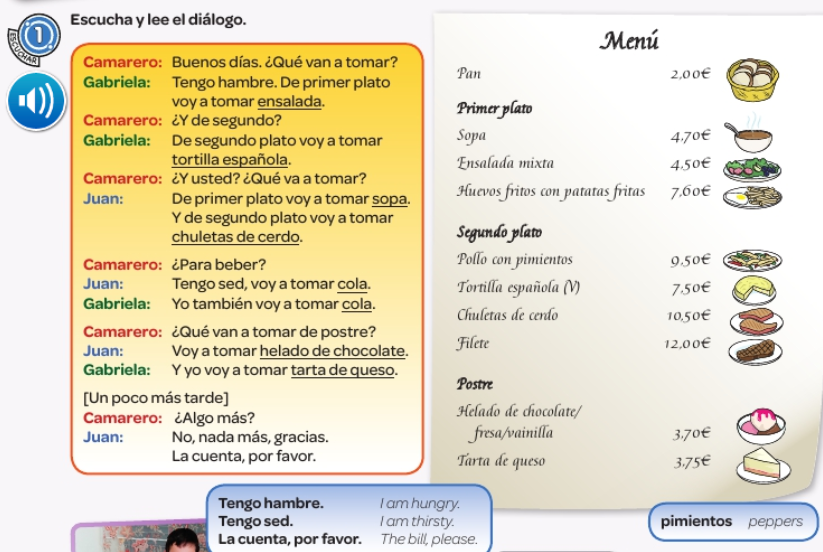 Escucha y lee el diálogo.
1
ESCUCHAR
Camarero: Buenos días. ¿Qué van a tomar?
Gabriela: Tengo hambre. De primer plato
voy a tomar ensalada.
Camarero: ¿Y de segundo?
Gabriela: De segundo plato voy a tomar
tortilla española.
Camarero: ¿Y usted? ¿Qué va a tomar?
Juan: De primer plato voy a tomar sopa.
Y de segundo plato voy a tomar
chuletas de cerdo.
Camarero: ¿Para beber?
Juan: Tengo sed, voy a tomar cola.
Gabriela: Yo también voy a tomar cola.
Camarero: ¿Qué van a tomar de postre?
Juan: Voy a tomar helado de chocolate.
Gabriela: Y yo voy a tomar tarta de queso.
[Un poco más tarde]
Camarero: ¿Algo más?
Juan: No, nada más, gracias.
La cuenta, por favor.
Menú
Pan 2,00€
Primer plato
Sopa 4,70€
Ensalada mixta 4,50€
Huevos fritos con patatas fritas 7,60€
Segundo plato
Pollo con pimientos 9,50€
Tortilla española (V) 7,50€
Chuletas de cerdo 10,50€
Filete 12,00€
Postre
Helado de chocolate/
fresa/vainilla 3,70€
Tarta de queso 3,75€
Tengo hambre. I am hungry.
Tengo sed. I am thirsty.
La cuenta, por favor. The bill, please.
pimientos peppers